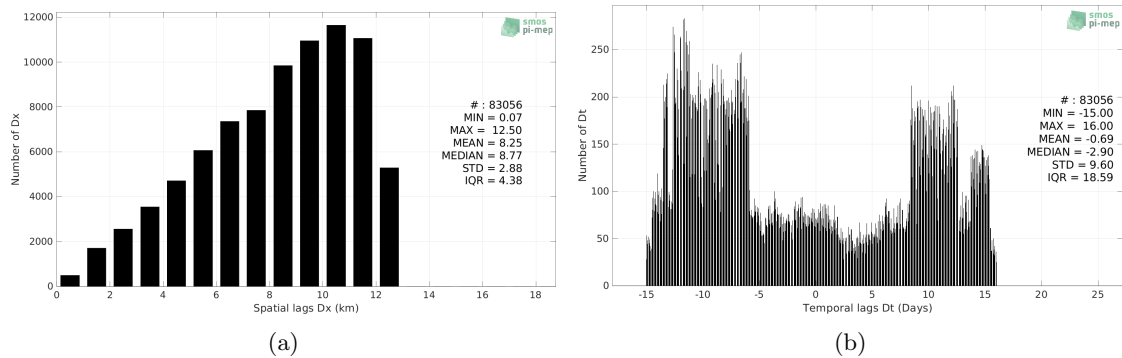 12000
10000
8000
6000
4000
2000
0
Number of Dx
0 2 4 6 8 10 12 14 16 18
Spatial lags Dx (km)
smos
pi-mep
# : 83056
MIN = 0.07
MAX = 12.50
MEAN = 8.25
MEDIAN = 8.77
STD = 2.88
IQR = 4.38
(a)
250
200
150
100
50
0
Number of Dt
-15 -10 -5 0 5 10 15 20 25
Temporal lags Dt (Days)
smos
pi-mep
# : 83056
MIN = -15.00
MAX = 16.00
MEAN = -0.69
MEDIAN = -2.90
STD = 9.60
IQR = 18.59
(b)